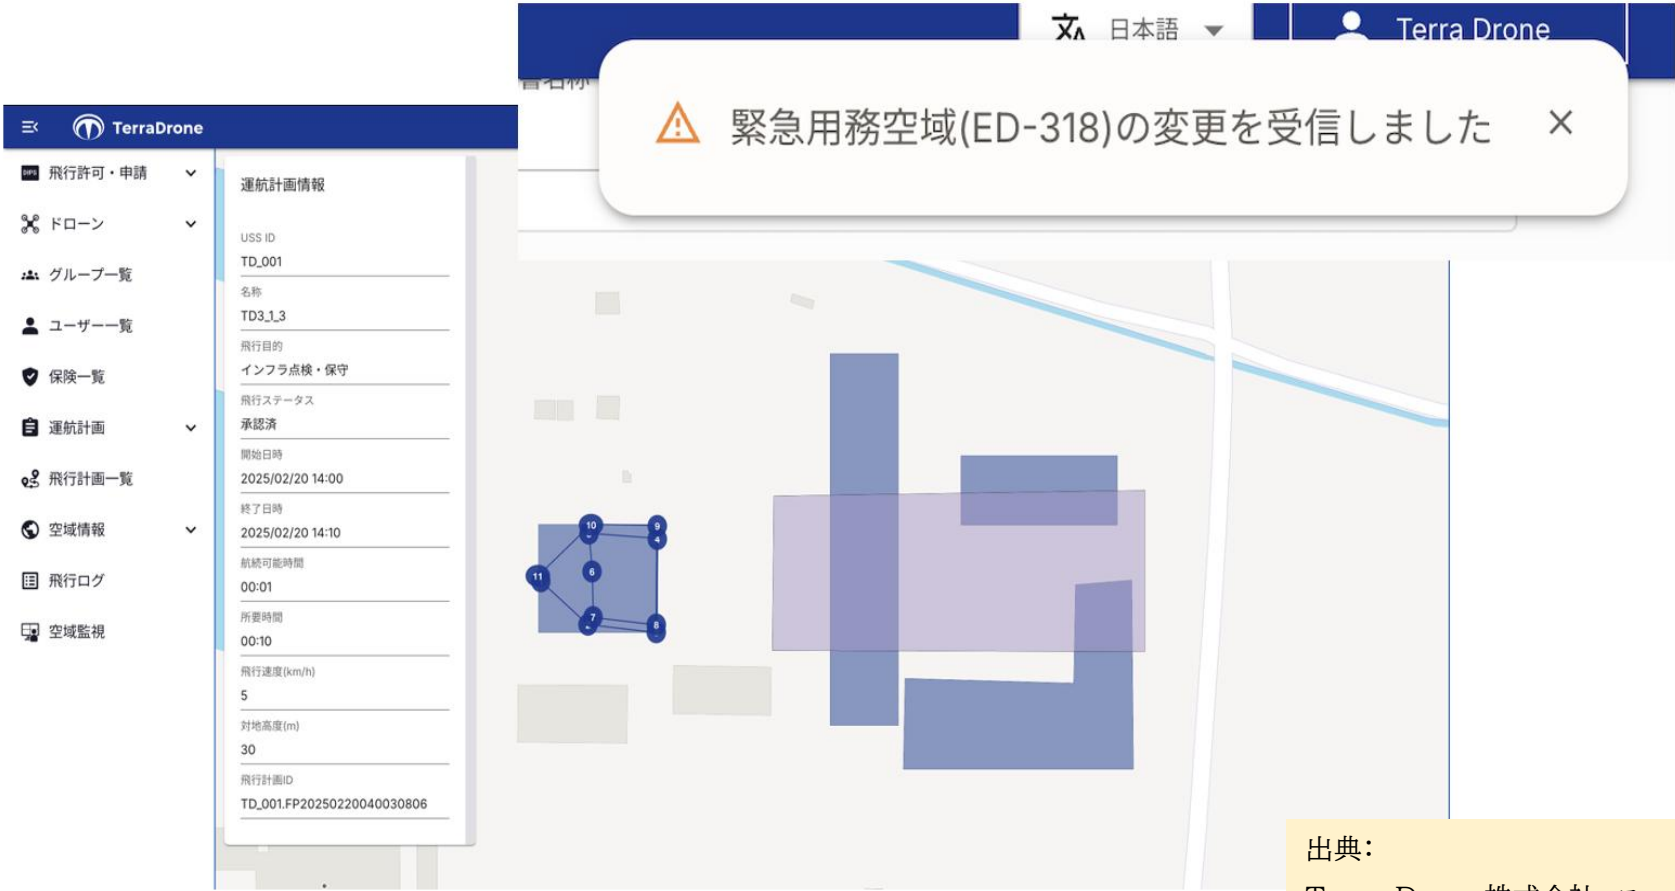 日本語
Terra Drone
緊急用務空域(ED-318)の変更を受信しました
TerraDrone
飛行許可・申請
ドローン
グループ一覧
ユーザー一覧
保険一覧
運航計画
飛行計画一覧
空域情報
飛行ログ
空域監視
運航計画情報
USS ID
TD_001
名称
TD3_1_3
飛行目的
インフラ点検・保守
飛行ステータス
承認済
開始日時
2025/02/20 14:00
終了日時
2025/02/20 14:10
航続可能時間
00:01
所要時間
00:10
飛行速度(km/h)
5
対地高度(m)
30
飛行計画ID
TD_001.FP20250220040030806
10
9
4
11
6
7
8
出典: